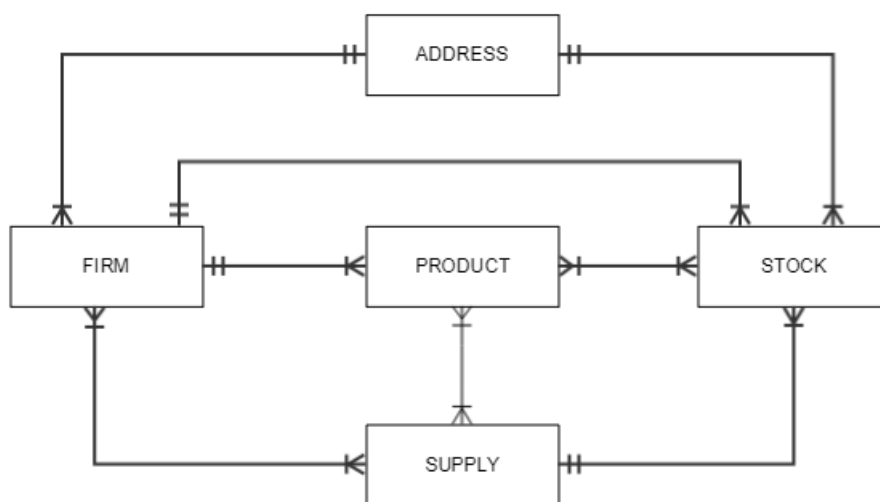 ADDRESS
FIRM
PRODUCT
STOCK
SUPPLY